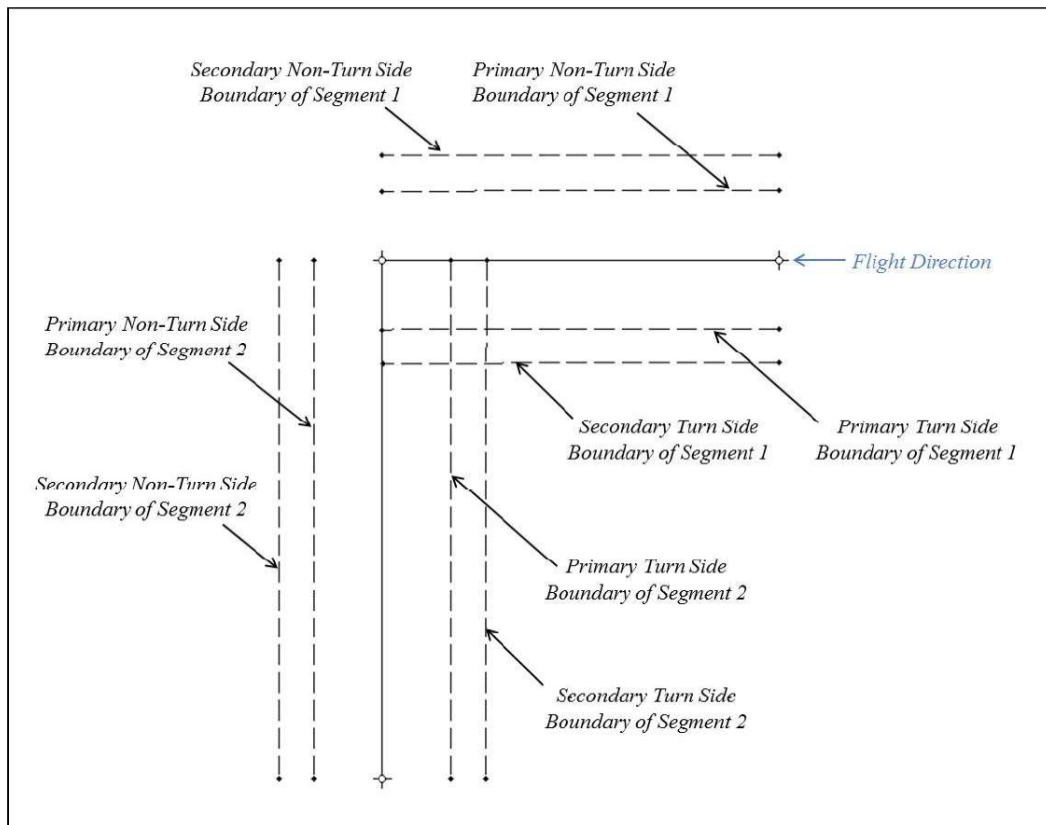 Secondary Non-Turn Side
Boundary of Segment 1
Primary Non-Turn Side
Boundary of Segment 1
Flight Direction
Primary Non-Turn Side
Boundary of Segment 2
Secondary Turn Side
Boundary of Segment 1
Primary Turn Side
Boundary of Segment 1
Secondary Non-Turn Side
Boundary of Segment 2
Primary Turn Side
Boundary of Segment 2
Secondary Turn Side
Boundary of Segment 2